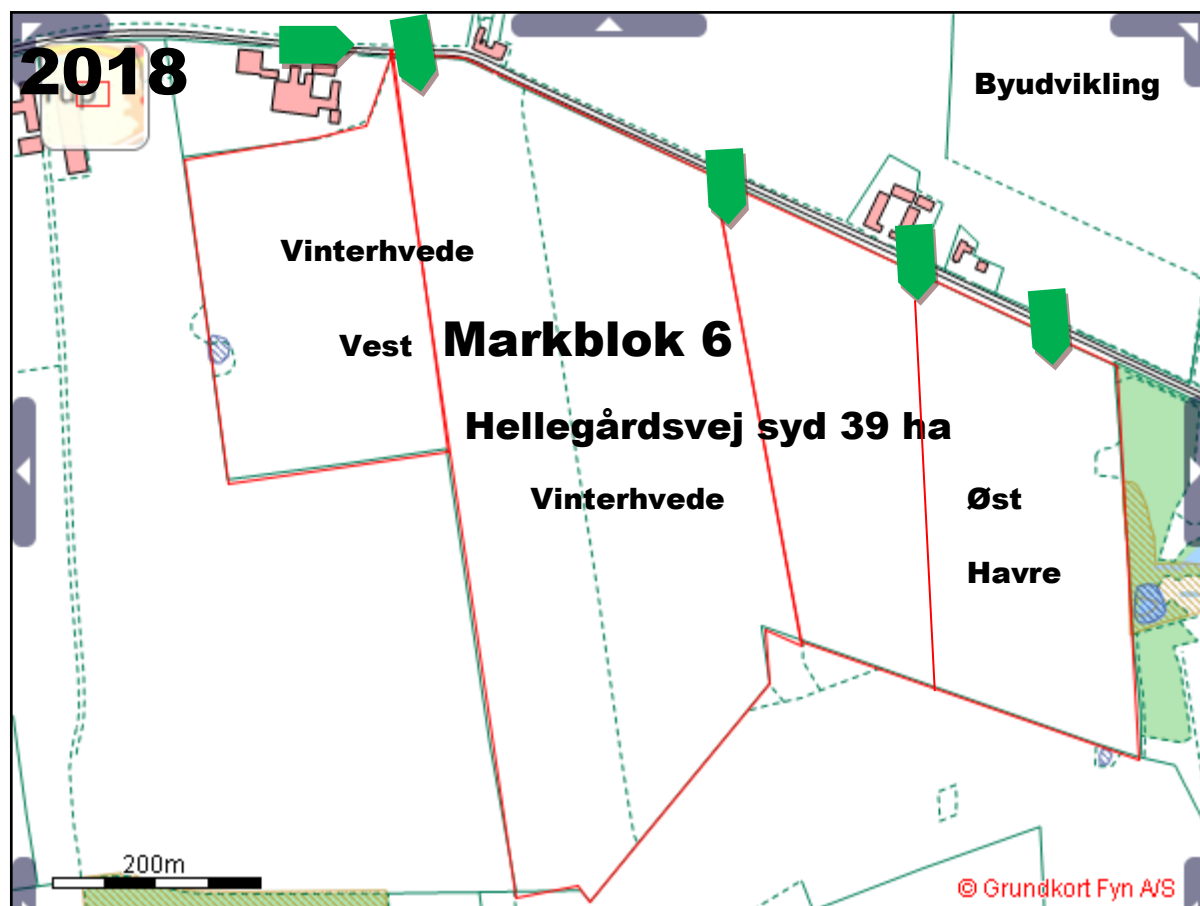 2018
Byudvikling
Vinterhvede
Vest
Markblok 6
Hellegårdsvej syd 39 ha
Vinterhvede
Øst
Havre
200m
© Grundkort Fyn A/S